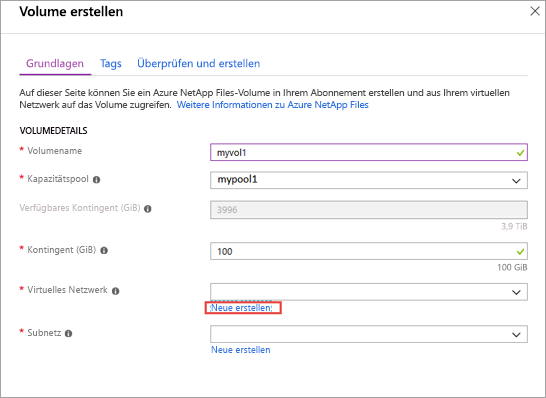 Volume erstellen
Grundlagen Tags Überprüfen und erstellen
Auf dieser Seite können Sie ein Azure NetApp Files-Volume in Ihrem Abonnement erstellen und aus Ihrem virtuellen
Netzwerk auf das Volume zugreifen. Weitere Informationen zu Azure NetApp Files
VOLUMEDETAILS
* Volumename myvol1
* Kapazitätspool mypool1
Verfügbares Kontingent (GiB) 3996
3,9 TiB
* Kontingent (GiB) 100
100 GiB
* Virtuelles Netzwerk
Neue erstellen
* Subnetz
Neue erstellen